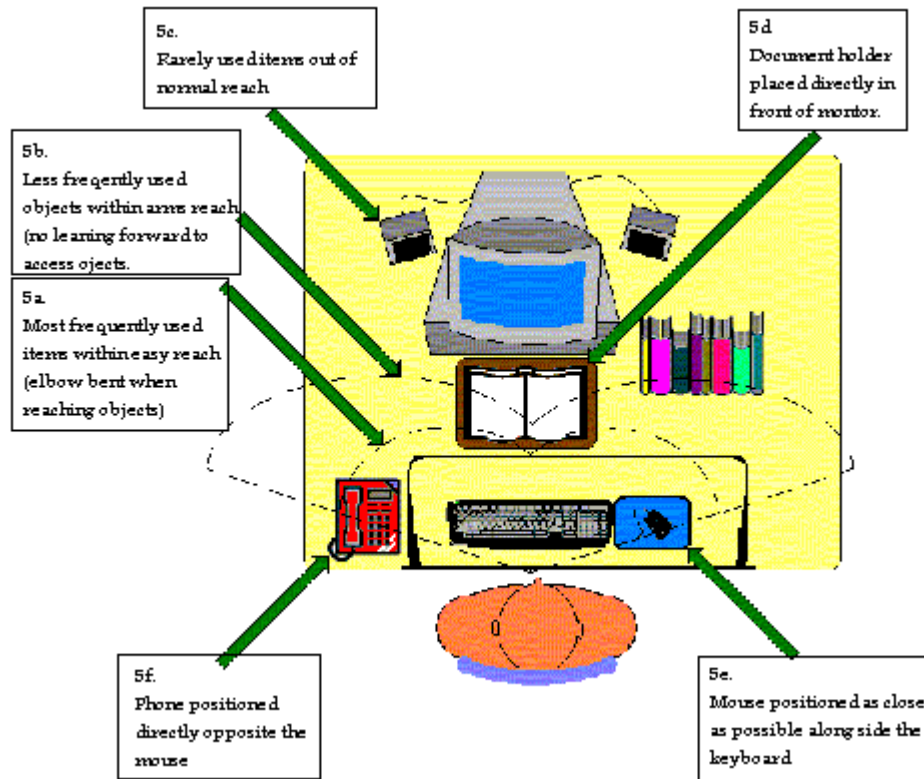 5c.
Rarely used items out of
normal reach
5d
Document holder
placed directly in
front of montor.
5b.
Less freqently used
objects within arms reach
(no leaning forward to
access ojects.
5a.
Most frequently used
items within easy reach
(elbow bent when
reaching objects)
5f.
Phone positioned
directly opposite the
mouse
5e.
Mouse positioned as close
as possible along side the
keyboard